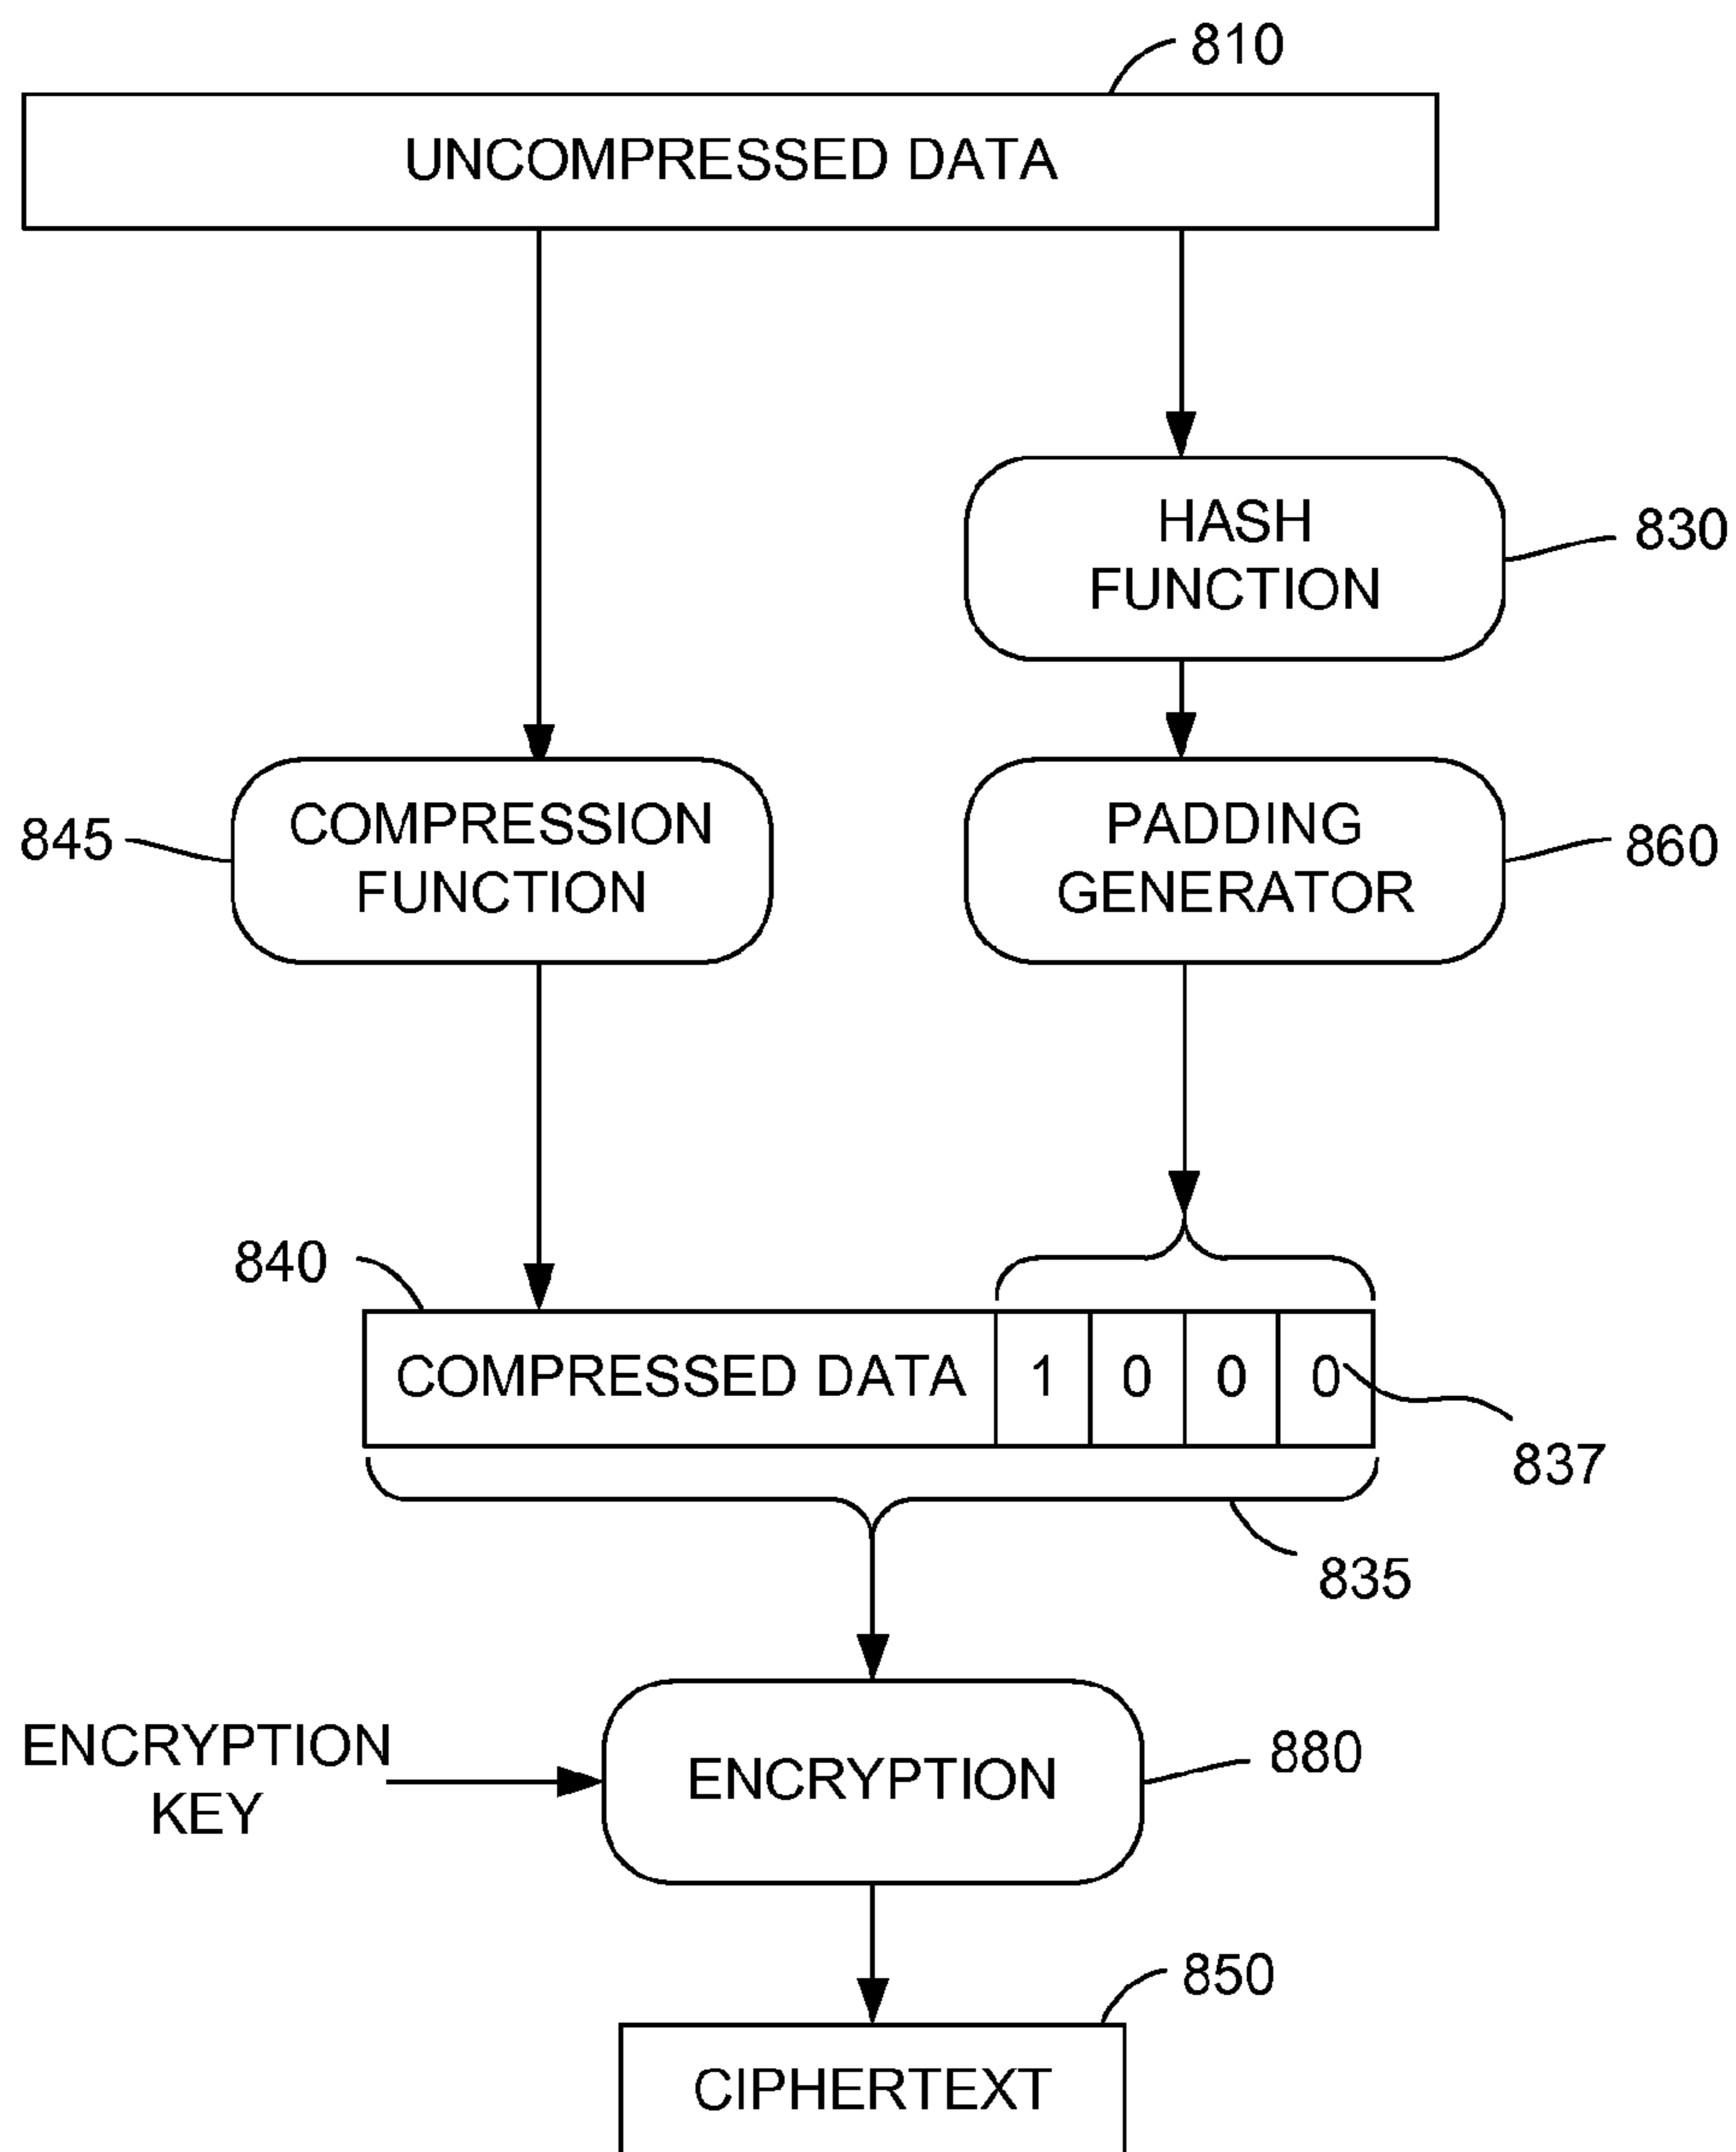 810
UNCOMPRESSED DATA
HASH
FUNCTION
830
845
COMPRESSION
FUNCTION
PADDING
GENERATOR
860
840
COMPRESSED DATA 1 0 0 0
837
835
ENCRYPTION
KEY
ENCRYPTION
880
850
CIPHERTEXT